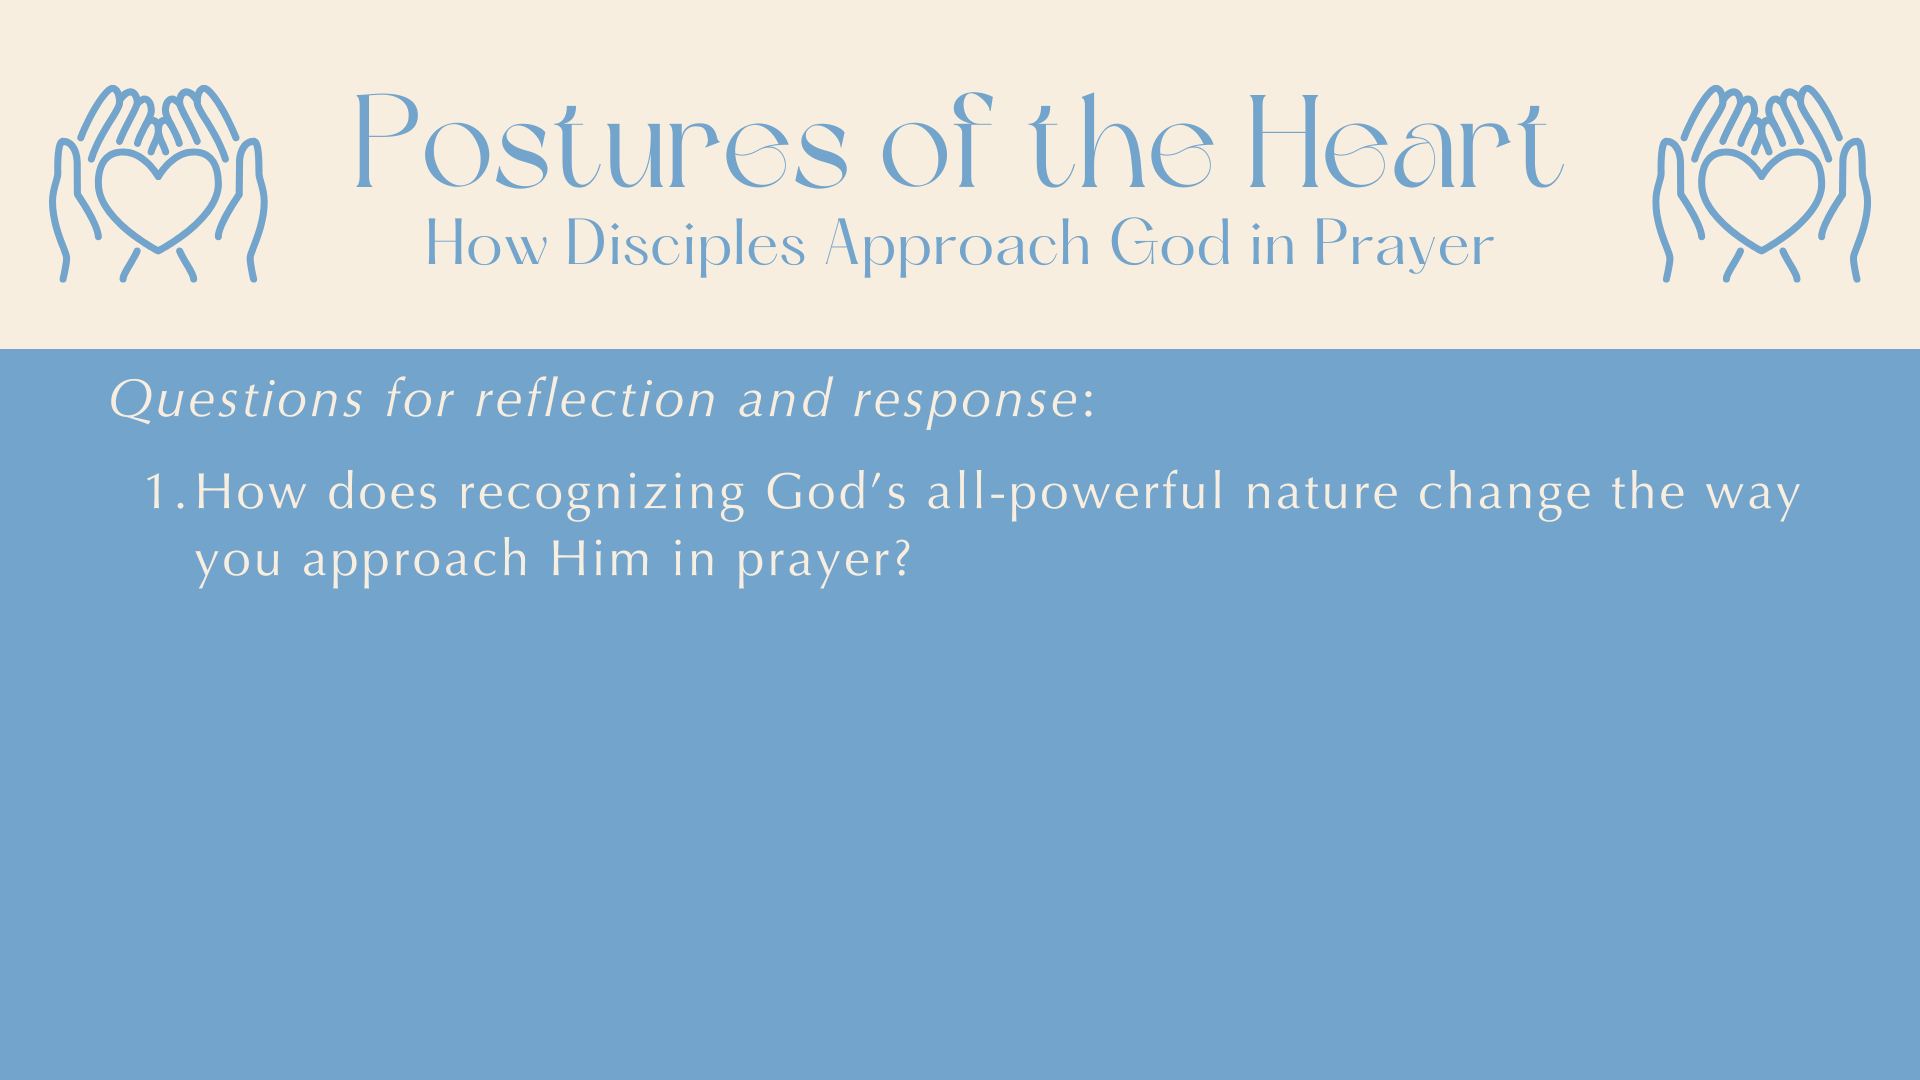 Postures of the Heart
How Disciples Approach God in Prayer
Questions for reflection and response:
1. How does recognizing God’s all-powerful nature change the way
you approach Him in prayer?